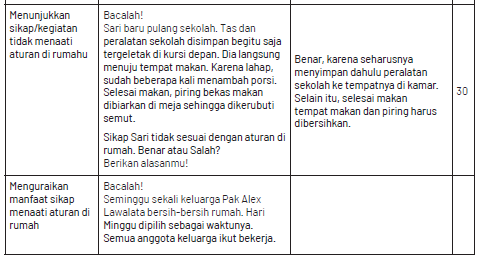 Menunjukkan
sikap/kegiatan
tidak menaati
aturan di rumahu
Bacalah!
Sari baru pulang sekolah. Tas dan
peralatan sekolah disimpan begitu saja
tergeletak di kursi depan. Dia langsung
menuju tempat makan. Karena lahap,
sudah beberapa kali menambah porsi.
Selesai makan, piring bekas makan
dibiarkan di meja sehingga dikerubuti
semut.
Sikap Sari tidak sesuai dengan aturan di
rumah. Benar atau Salah?
Berikan alasanmu!
Benar, karena seharusnya
menyimpan dahulu peralatan
sekolah ke tempatnya di kamar.
Selain itu, selesai makan
tempat makan dan piring harus
dibersihkan.
30
Menguraikan
manfaat sikap
menaati aturan di
rumah
Bacalah!
Seminggu sekali keluarga Pak Alex
Lawalata bersih-bersih rumah. Hari
Minggu dipilih sebagai waktunya.
Semua anggota keluarga ikut bekerja.